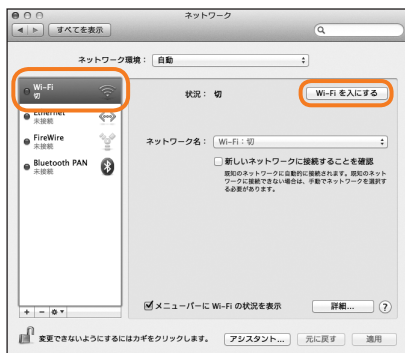 ネットワーク
すべてを表示
ネットワーク環境： 自動
Wi-Fi
切
Ethernet
未接続
FireWire
未接続
Bluetooth PAN
未接続
状況： 切
Wi-Fi を入にする
ネットワーク名： Wi-Fi：切
新しいネットワークに接続することを確認
既知のネットワークに自動的に接続されます。既知のネット
ワークに接続できない場合は、手動でネットワークを選択す
る必要があります。
メニューバーに Wi-Fi の状況を表示
詳細...
?
変更できないようにするにはカギをクリックします。
アシスタント...
元に戻す
適用